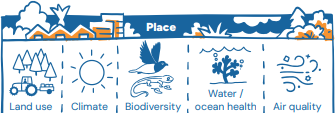 Place
Land use
Climate
Biodiversity
Water /
ocean health
Air quality